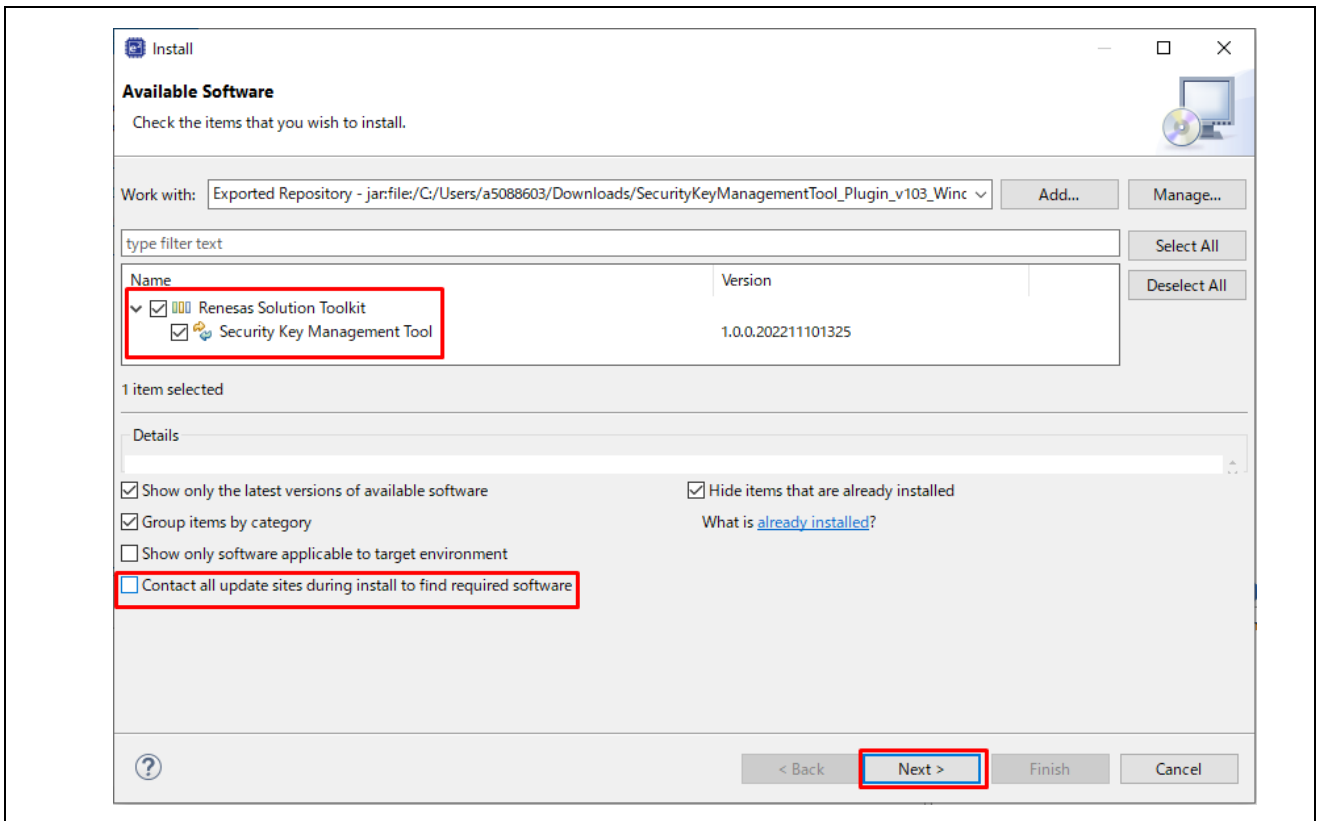 Install
Available Software
Check the items that you wish to install.
Work with: Exported Repository - jar:file:/C:/Users/a5088603/Downloads/SecurityKeyManagementTool_Plugin_v103_Winc Add... Manage...
type filter text Select All
Name Version Deselect All
Renesas Solution Toolkit
Security Key Management Tool 1.0.0.202211101325
1 item selected
Details
Show only the latest versions of available software Hide items that are already installed
Group items by category What is already installed?
Show only software applicable to target environment
Contact all update sites during install to find required software
< Back Next > Finish Cancel